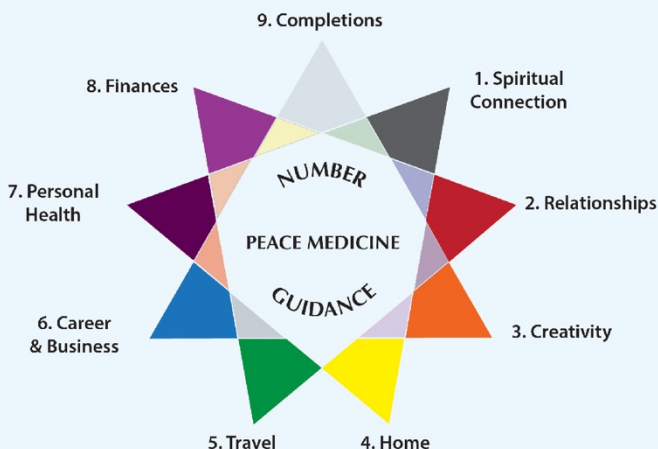 9. Completions
1. Spiritual
Connection
2. Relationships
3. Creativity
4. Home
5. Travel
6. Career
& Business
7. Personal
Health
8. Finances
NUMBER
PEACE MEDICINE
GUIDANCE